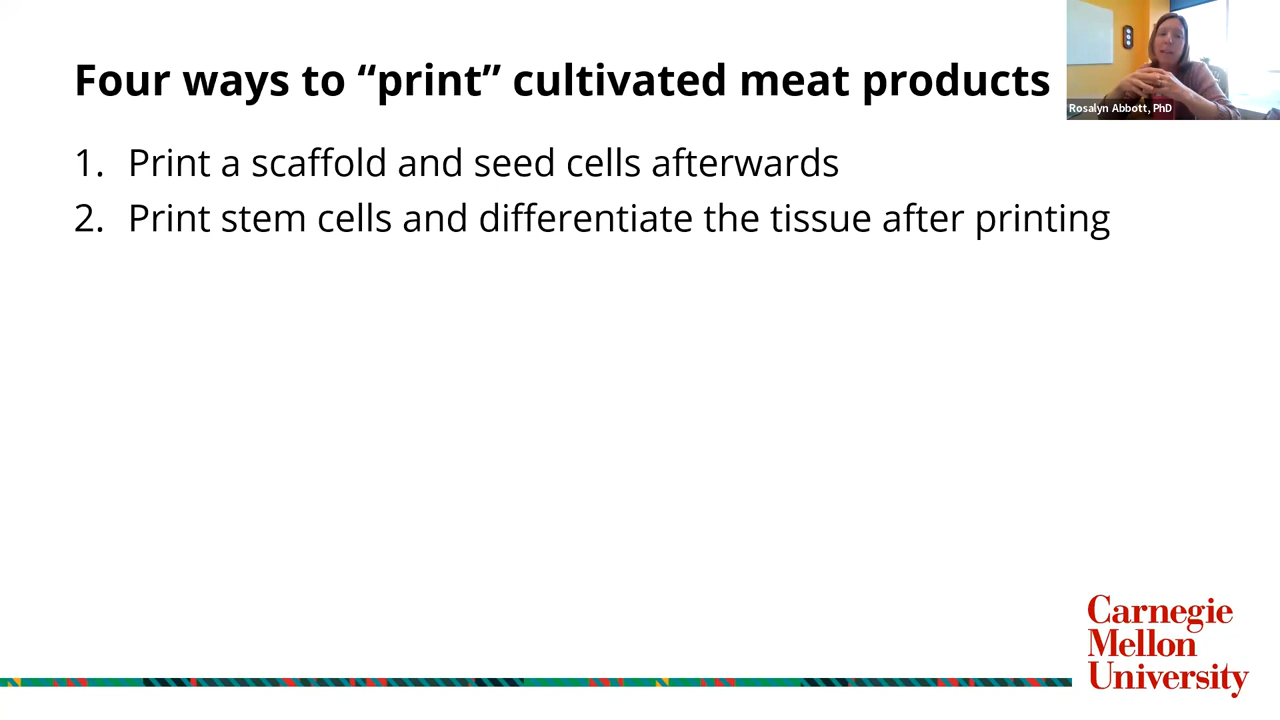 Four ways to “print” cultivated meat products
Rosalyn Abbott, PhD
1. Print a scaffold and seed cells afterwards
2. Print stem cells and differentiate the tissue after printing
Carnegie
Mellon
University